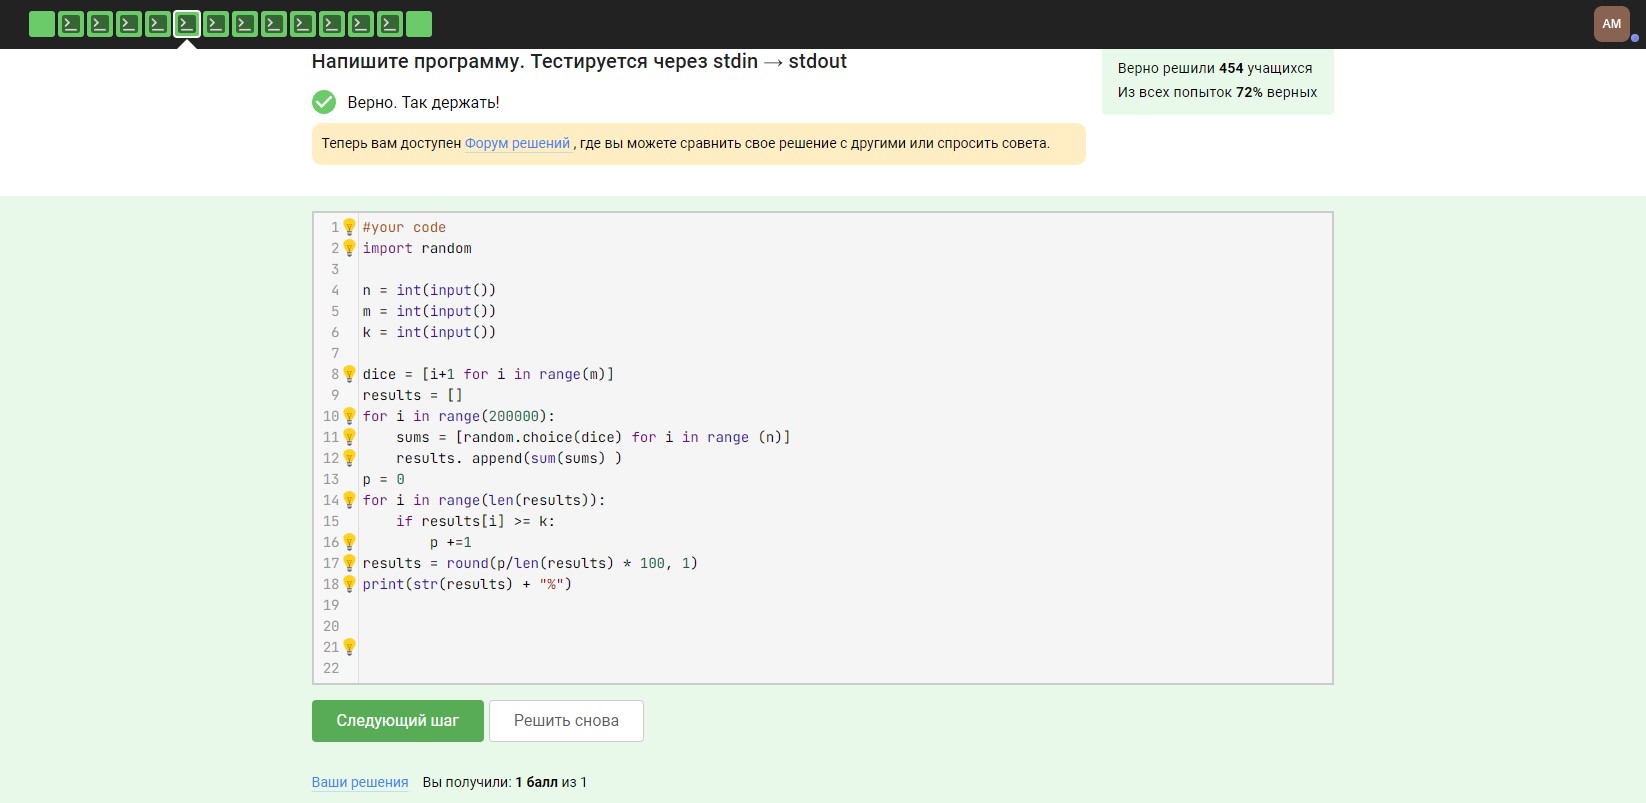 AM
Напишите программу. Тестируется через stdin → stdout
Верно решили 454 учащихся
Из всех попыток 72% верных
Верно. Так держать!
Теперь вам доступен Форум решений , где вы можете сравнить свое решение с другими или спросить совета.
1 #your code
2 import random
3
4 n = int(input())
5 m = int(input())
6 k = int(input())
7
8 dice = [i+1 for i in range(m)]
9 results = []
10 for i in range(200000):
11     sums = [random.choice(dice) for i in range (n)]
12     results. append(sum(sums) )
13 p = 0
14 for i in range(len(results)):
15     if results[i] >= k:
16         p +=1
17 results = round(p/len(results) * 100, 1)
18 print(str(results) + "%")
19
20
21
22
Следующий шаг Решить снова
Ваши решения Вы получили: 1 балл из 1